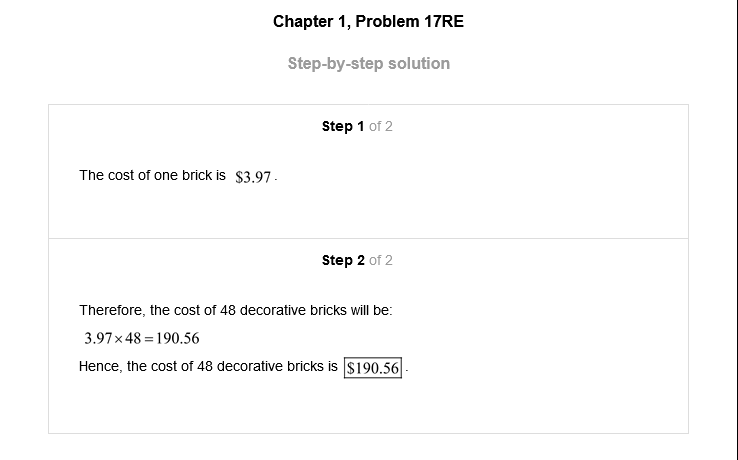 Chapter 1, Problem 17RE
Step-by-step solution
Step 1 of 2
The cost of one brick is $3.97.
Step 2 of 2
Therefore, the cost of 48 decorative bricks will be:
3.97×48=190.56
Hence, the cost of 48 decorative bricks is $190.56.